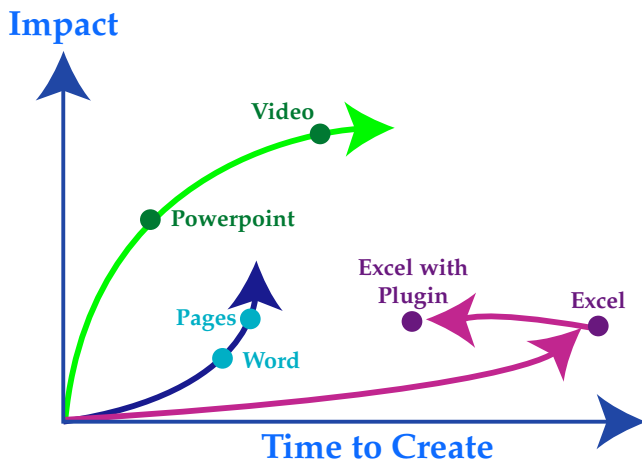 Impact
Video
Powerpoint
Excel with
Plugin
Excel
Pages
Word
Time to Create